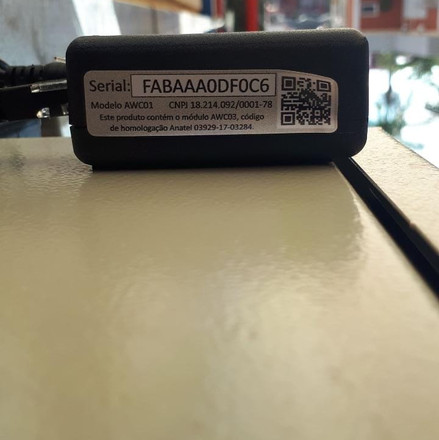 Serial: FABAAA0DF0C6
Modelo AWC01 CNPJ 18.214.092/0001-78
Este produto contém o módulo AWC03, código
de homologação Anatel 03929-17-03284.